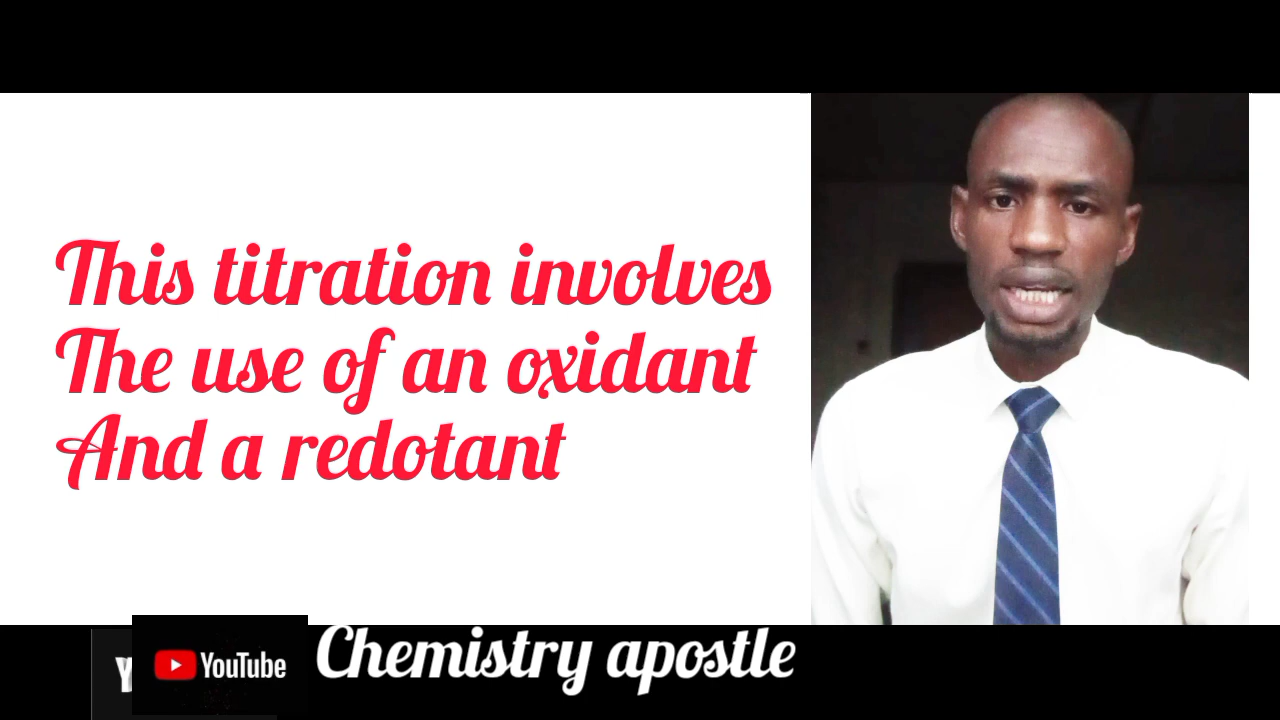 This titration involves
The use of an oxidant
And a redotant
YouTube
Chemistry apostle